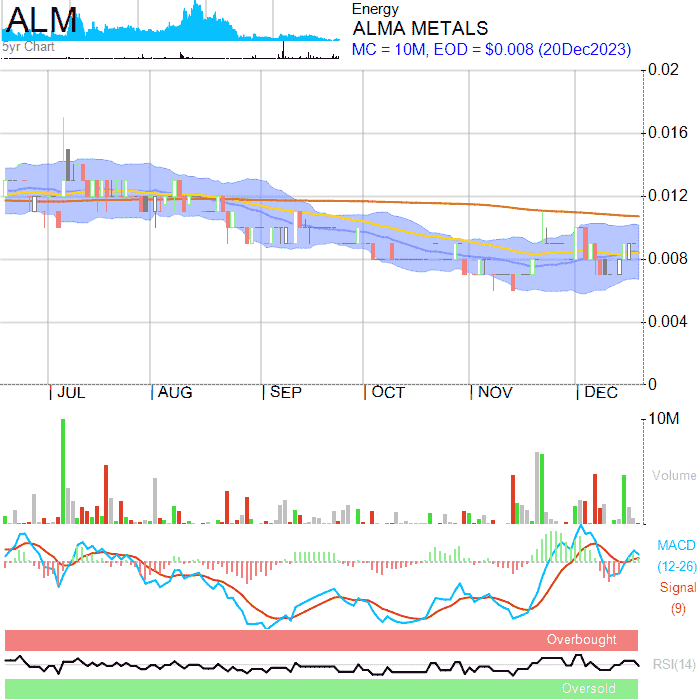 ALM
5yr Chart
Energy
ALMA METALS
MC = 10M, EOD = $0.008 (20Dec2023)
0.02
0.016
0.012
0.008
0.004
0
JUL AUG SEP OCT NOV DEC
10M
Volume
0
MACD
(12-26)
Signal
(9)
Overbought
RSI(14)
Oversold